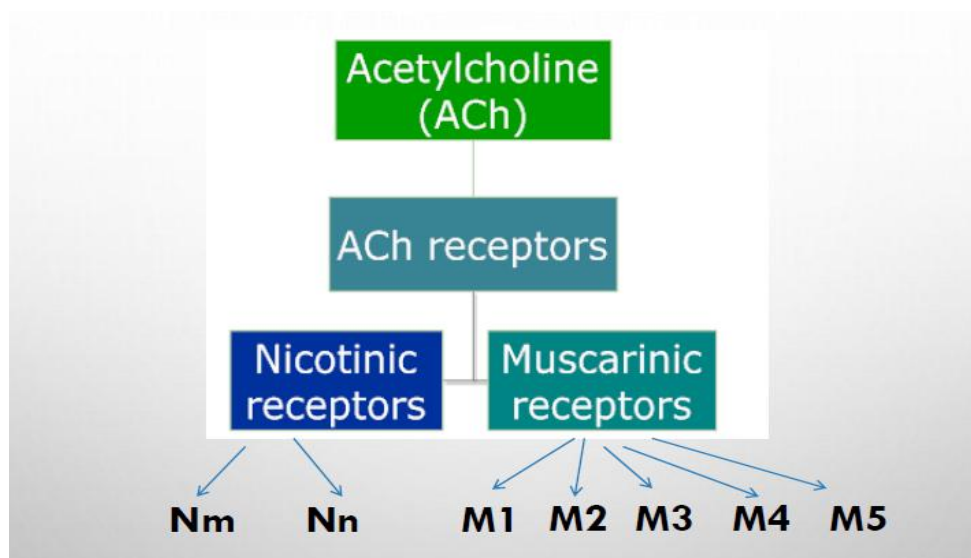 Acetylcholine
(ACh)
ACh receptors
Nicotinic
receptors
Muscarinic
receptors
Nm Nn M1 M2 M3 M4 M5